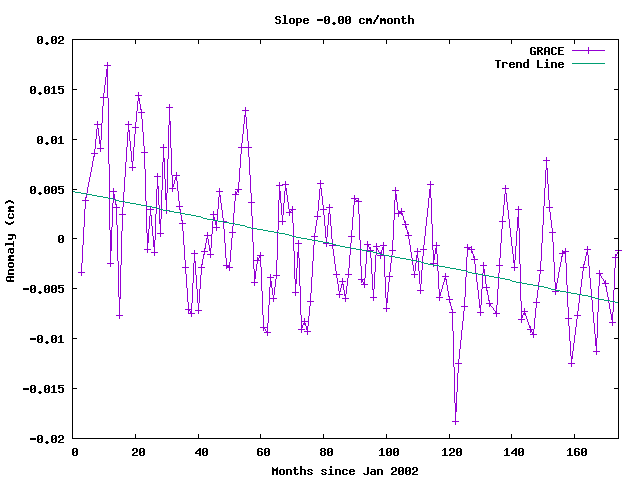 Slope -0.00 cm/month
GRACE
Trend Line
0.02
0.015
0.01
0.005
0
-0.005
-0.01
-0.015
-0.02
Anomaly (cm)
0 20 40 60 80 100 120 140 160
Months since Jan 2002